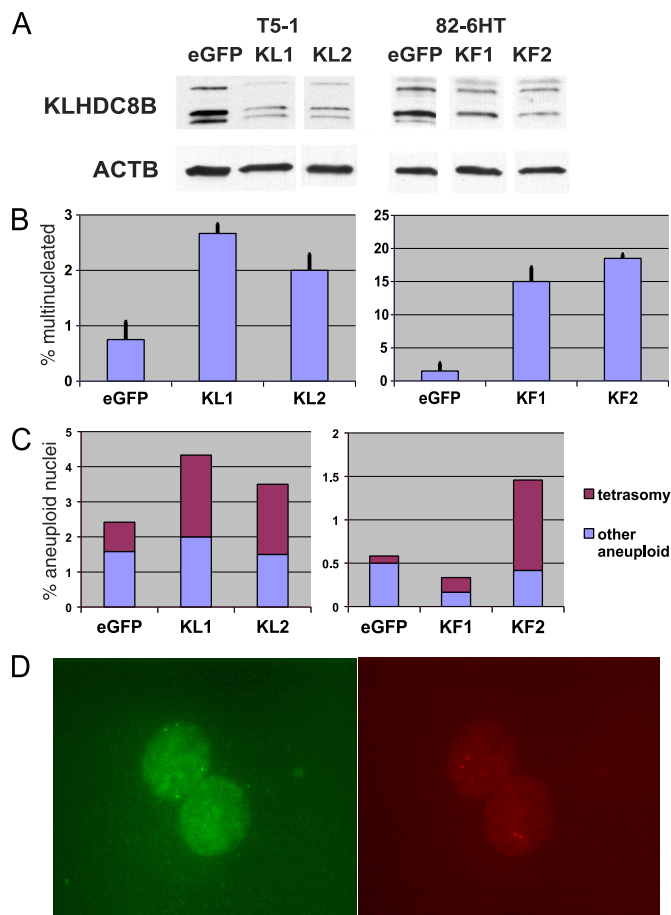 A
T5-1
82-6HT
eGFP KL1 KL2
eGFP KF1 KF2
KLHDC8B
ACTB
B
% multinucleated
3
2
1
0
eGFP KL1 KL2
25
20
15
10
5
0
eGFP KF1 KF2
C
% aneuploid nuclei
5
4
3
2
1
0
eGFP KL1 KL2
2
1.5
1
0.5
0
eGFP KF1 KF2
tetrasomy
other
aneuploid
D